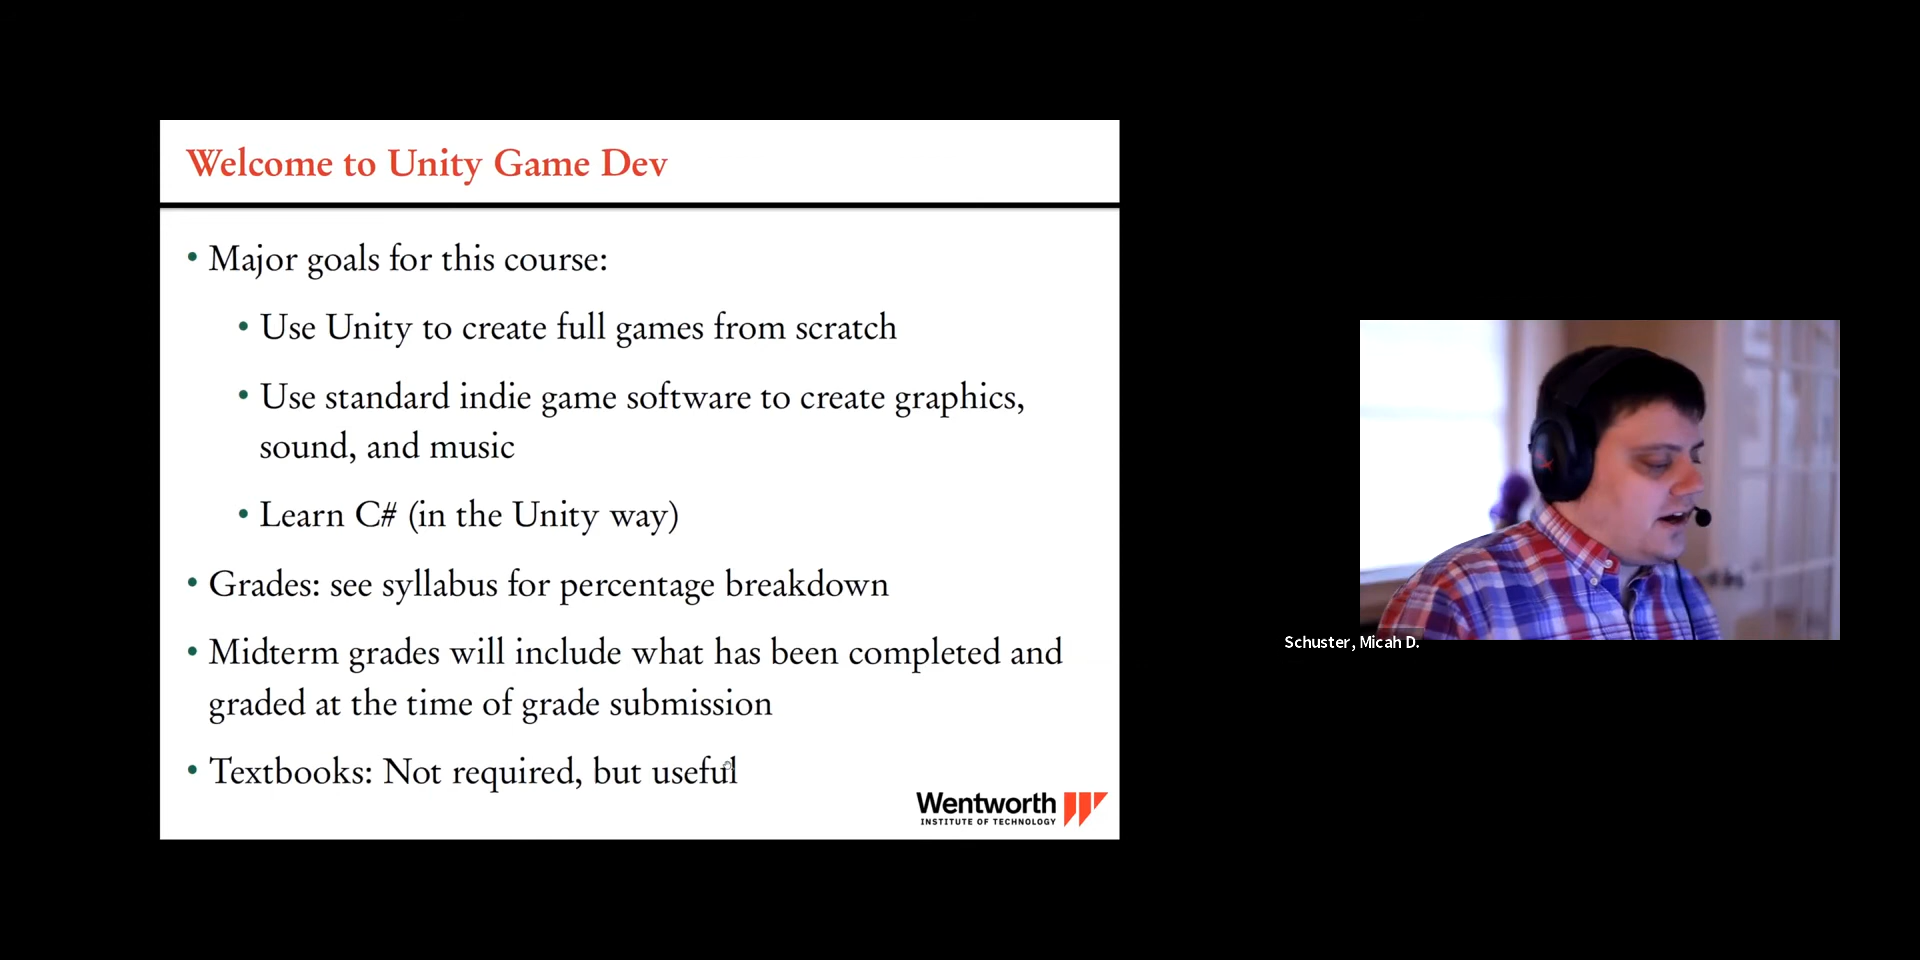 Welcome to Unity Game Dev
• Major goals for this course:
• Use Unity to create full games from scratch
• Use standard indie game software to create graphics,
sound, and music
• Learn C# (in the Unity way)
• Grades: see syllabus for percentage breakdown
• Midterm grades will include what has been completed and
graded at the time of grade submission
• Textbooks: Not required, but useful
Wentworth
INSTITUTE OF TECHNOLOGY
Schuster, Micah D.